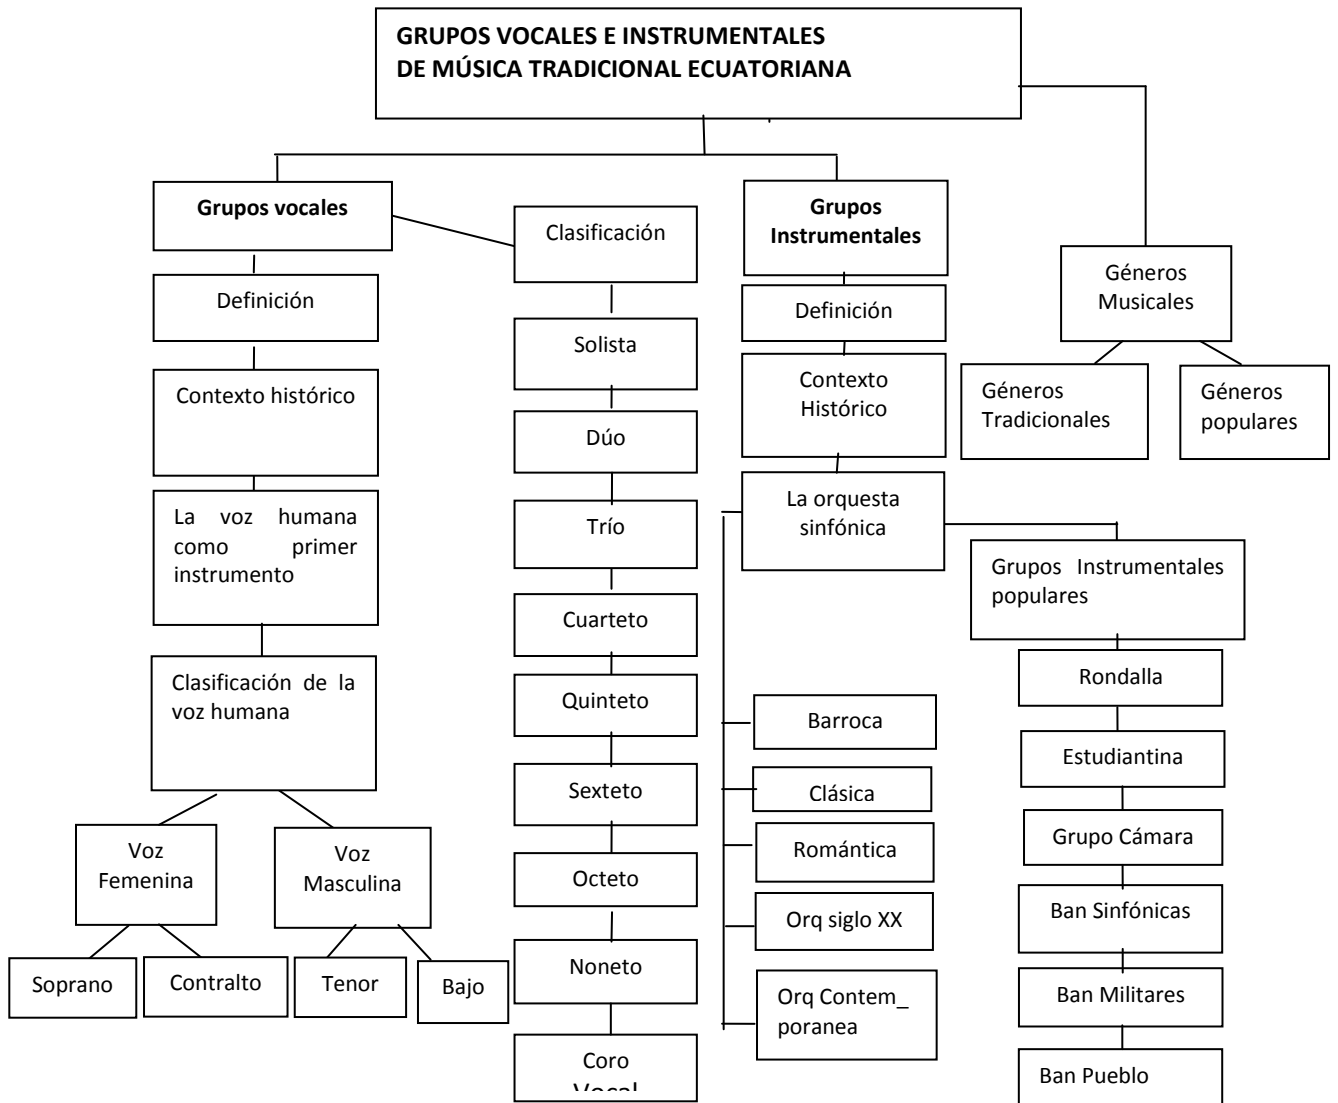 GRUPOS VOCALES E INSTRUMENTALES
DE MÚSICA TRADICIONAL ECUATORIANA
Grupos vocales
Definición
Contexto histórico
La voz humana
como primer
instrumento
Clasificación de la
voz humana
Voz
Femenina
Voz
Masculina
Soprano
Contralto
Tenor
Bajo
Clasificación
Solista
Dúo
Trío
Cuarteto
Quinteto
Sexteto
Octeto
Noneto
Coro
Vocal
Grupos
Instrumentales
Definición
Contexto
Histórico
La orquesta
sinfónica
Barroca
Clásica
Romántica
Orq siglo XX
Orq Contem_
poranea
Grupos Instrumentales
populares
Rondalla
Estudiantina
Grupo Cámara
Ban Sinfónicas
Ban Militares
Ban Pueblo
Géneros
Musicales
Géneros
Tradicionales
Géneros
populares